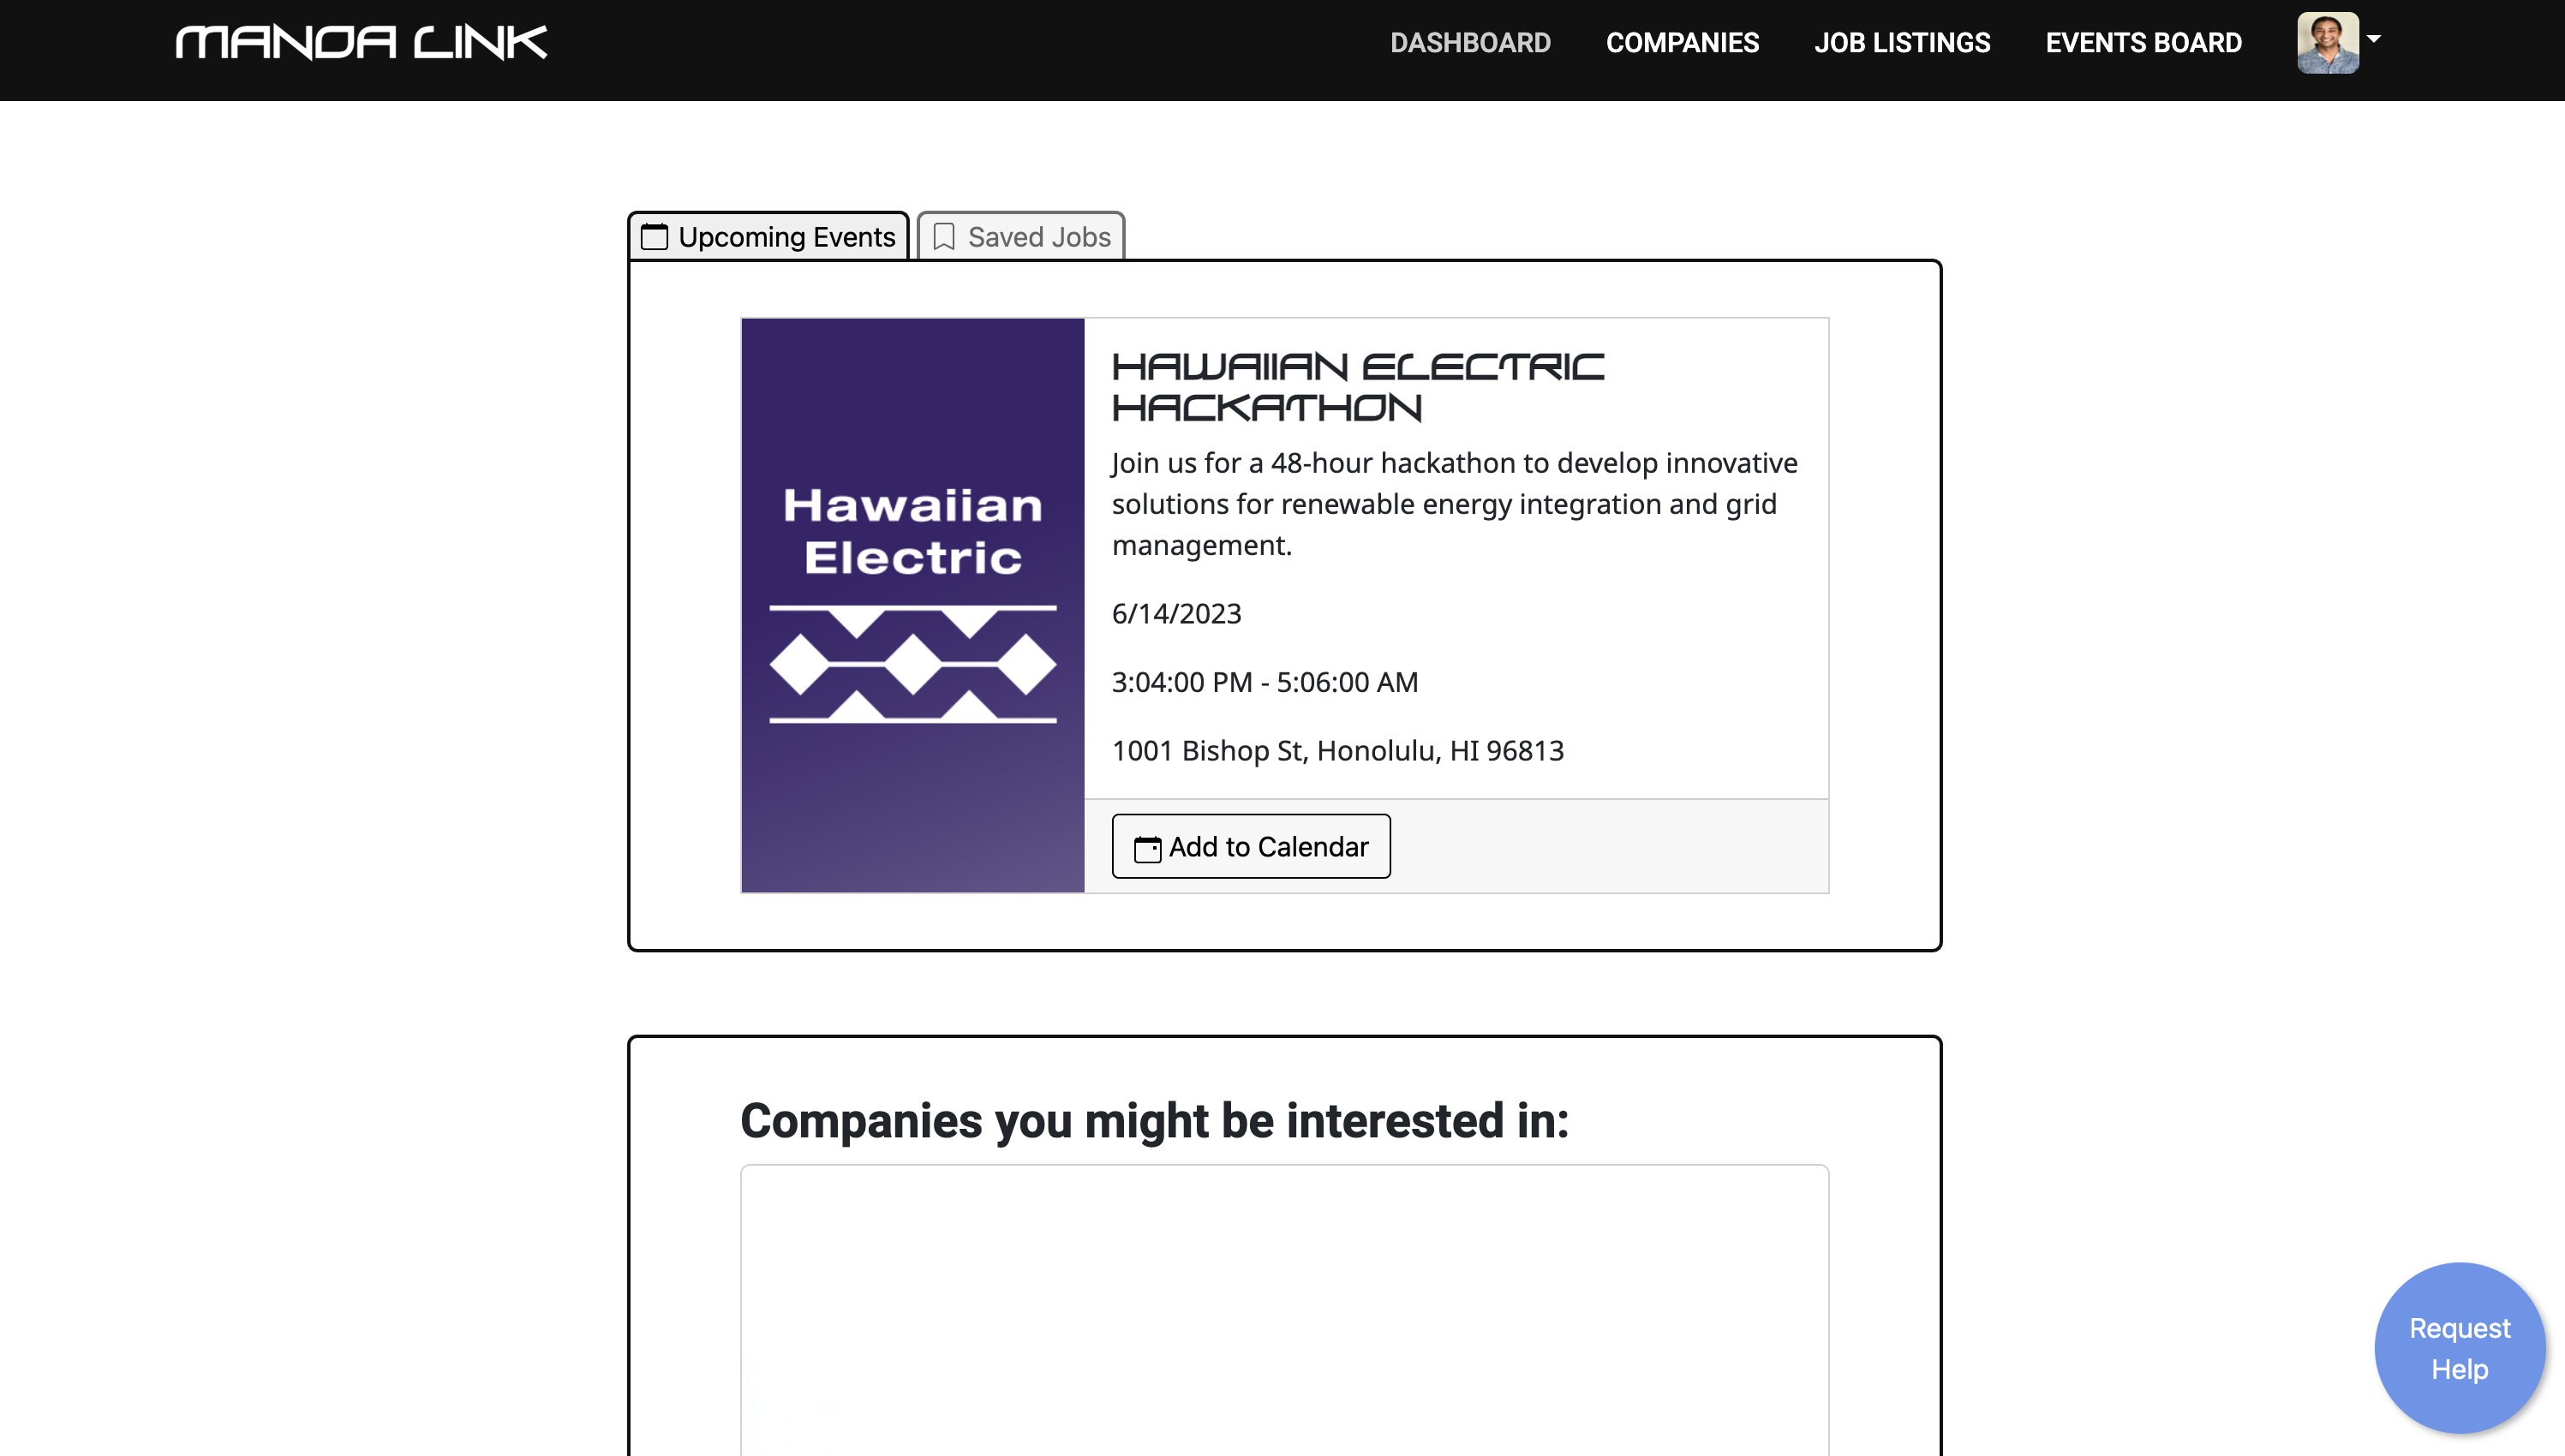 MANOA LINK
DASHBOARD
COMPANIES
JOB LISTINGS
EVENTS BOARD
Upcoming Events
Saved Jobs
Hawaiian
Electric
HAWAIIAN ELECTRIC
HACKATHON
Join us for a 48-hour hackathon to develop innovative
solutions for renewable energy integration and grid
management.
6/14/2023
3:04:00 PM - 5:06:00 AM
1001 Bishop St, Honolulu, HI 96813
Add to Calendar
Companies you might be interested in:
Request
Help